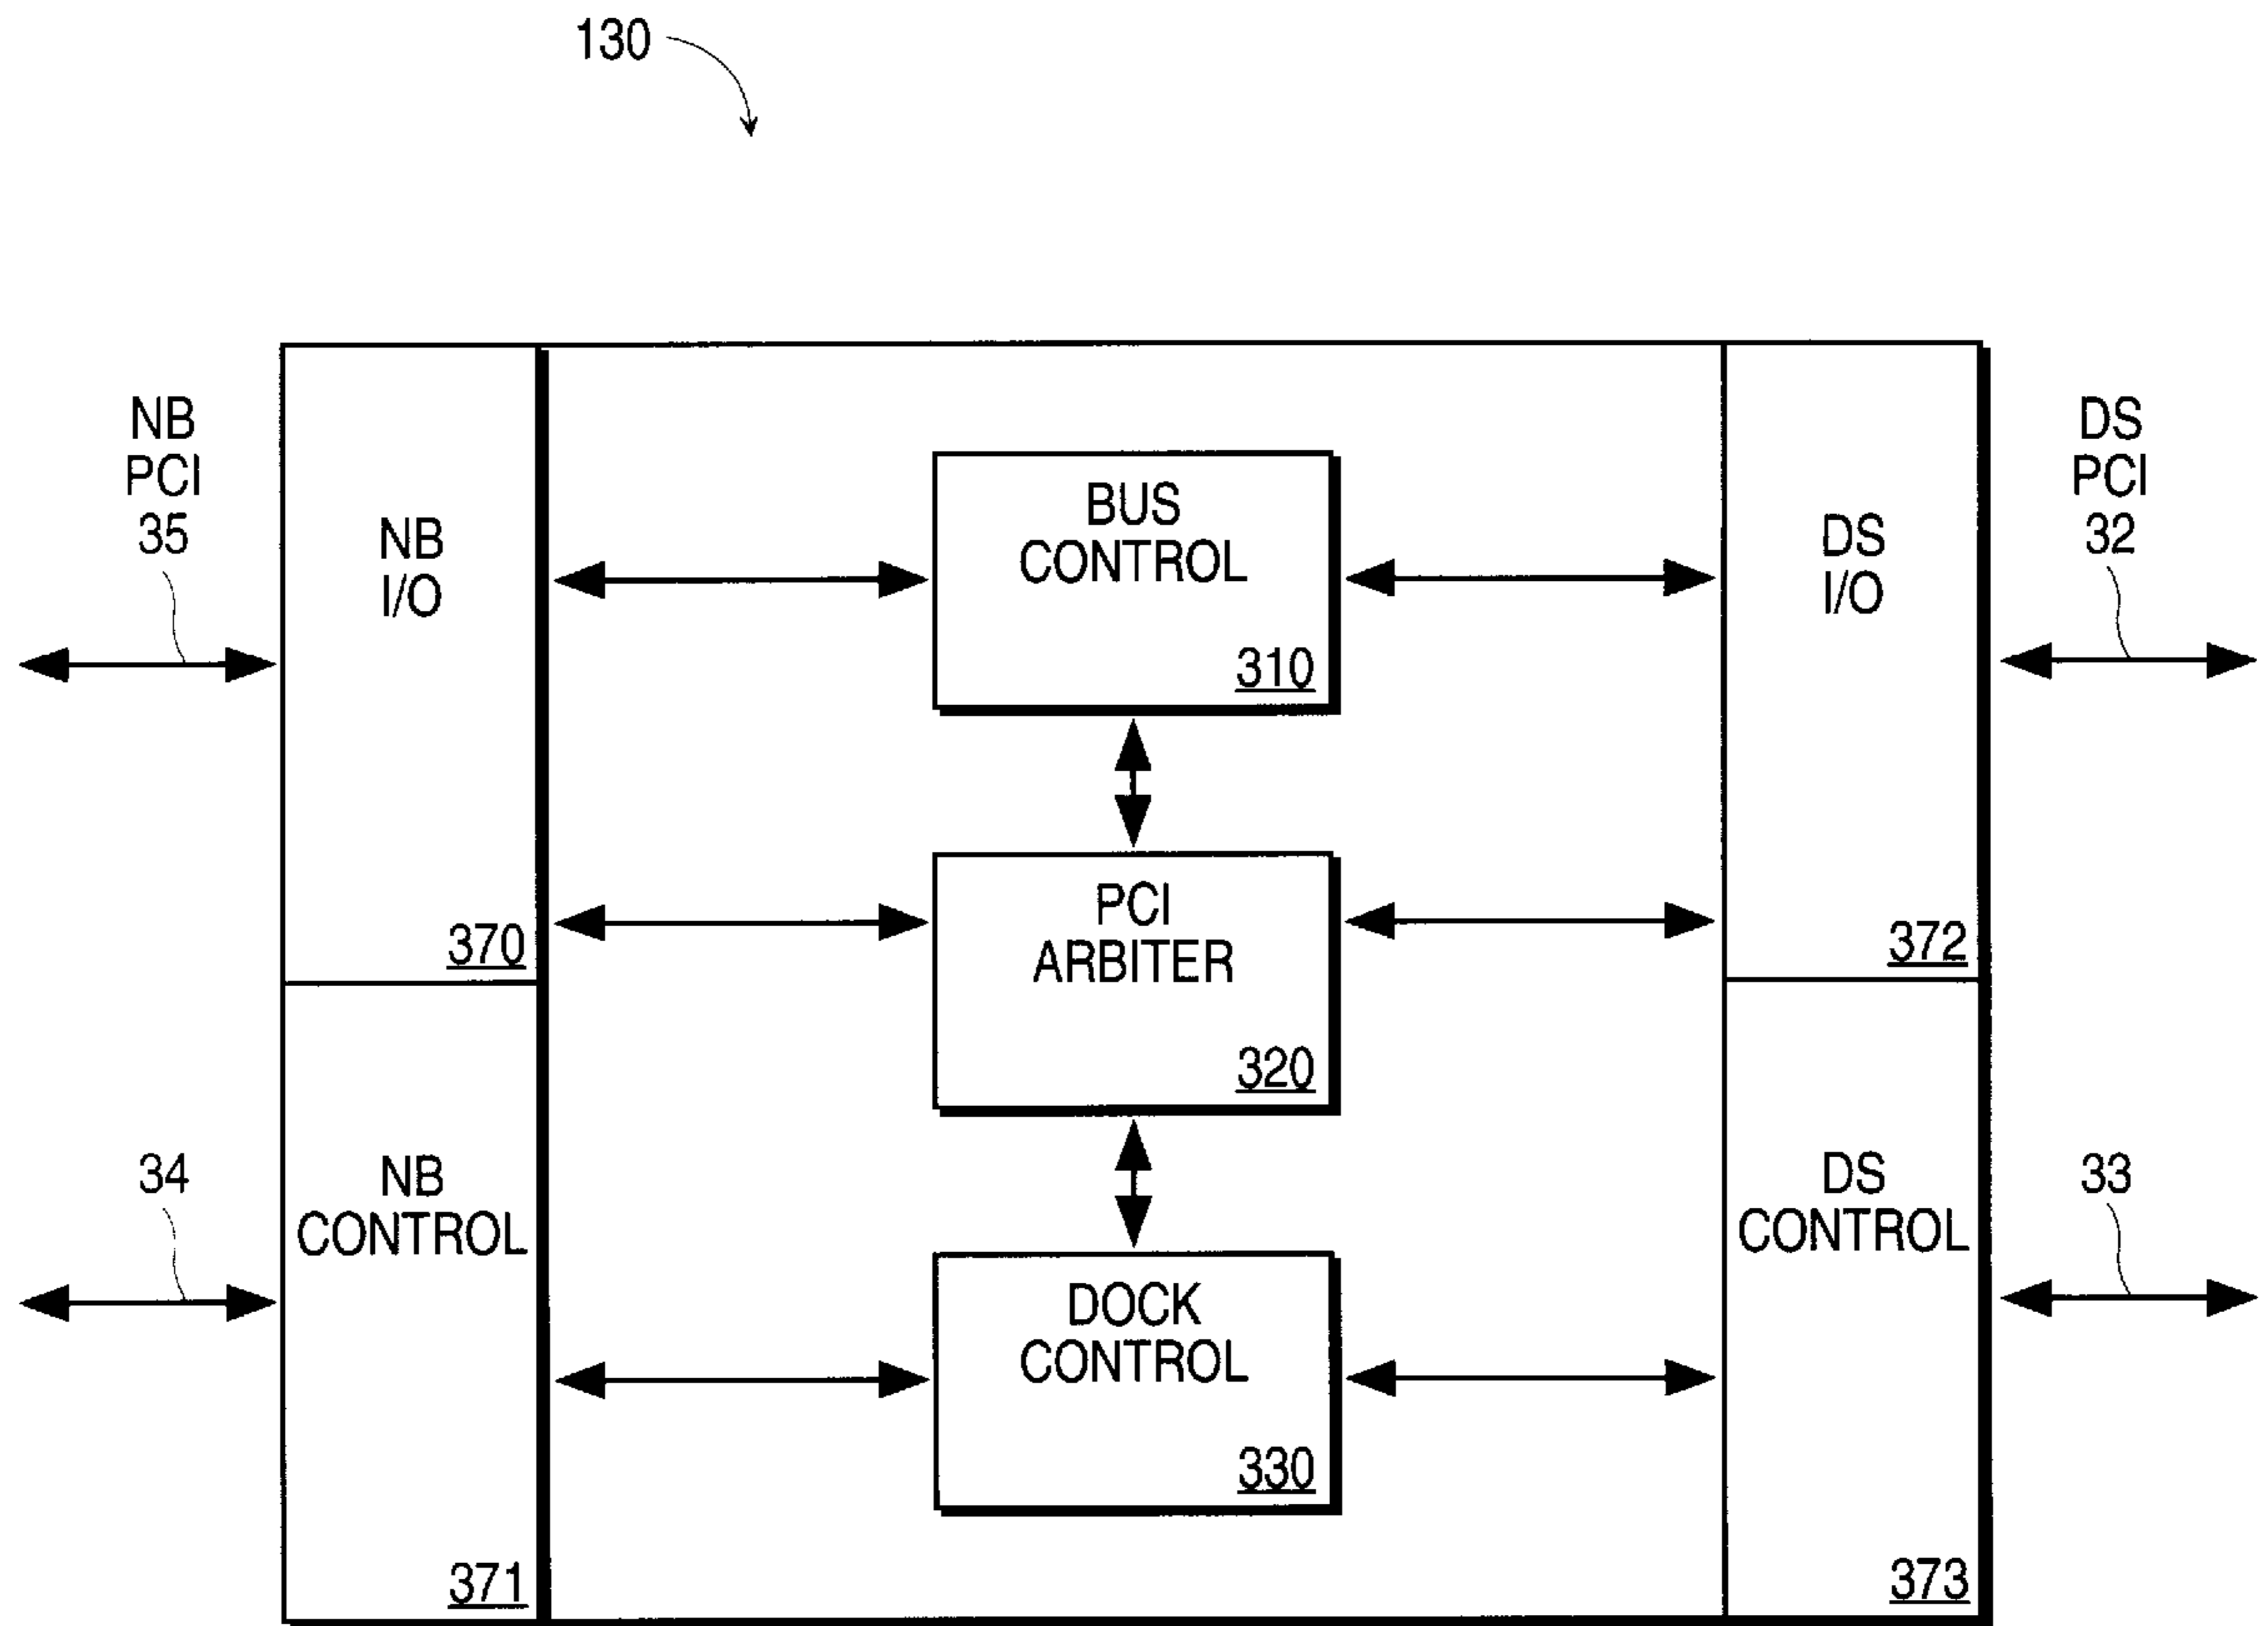 130
NB
PCI
35
NB
I/O
370
BUS
CONTROL
310
DS
I/O
372
DS
PCI
32
PCI
ARBITER
320
34
NB
CONTROL
371
DOCK
CONTROL
330
DS
CONTROL
373
33